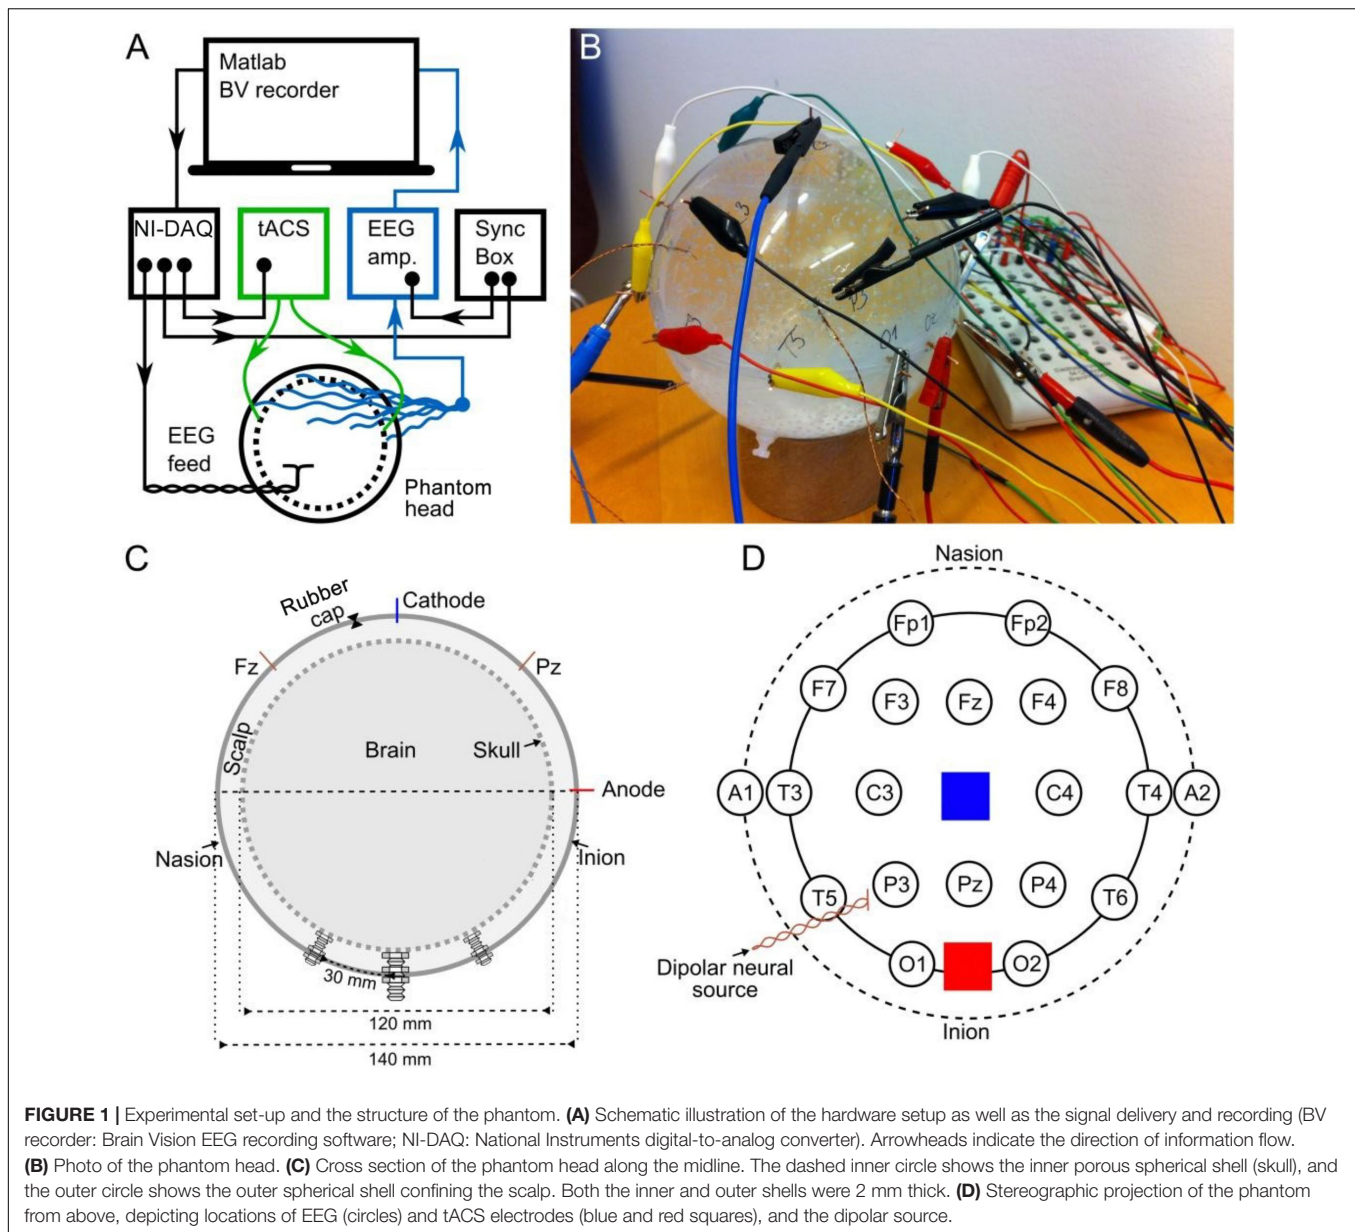 A
Matlab
BV recorder
NI-DAQ
tACS
EEG
amp.
Sync
Box
EEG
feed
Phantom
head
B
3
P3
T5
O1
C
Rubber
cap
Cathode
Fz
Pz
Scalp
Brain
Skull
Anode
Nasion
Inion
30 mm
120 mm
140 mm
D
Nasion
Fp1
Fp2
F7
F3
Fz
F4
F8
A1
T3
C3
C4
T4
A2
T5
P3
Pz
P4
T6
O1
O2
Dipolar neural
source
Inion
FIGURE 1 | Experimental set-up and the structure of the phantom. (A) Schematic illustration of the hardware setup as well as the signal delivery and recording (BV
recorder: Brain Vision EEG recording software; NI-DAQ: National Instruments digital-to-analog converter). Arrowheads indicate the direction of information flow.
(B) Photo of the phantom head. (C) Cross section of the phantom head along the midline. The dashed inner circle shows the inner porous spherical shell (skull), and
the outer circle shows the outer spherical shell confining the scalp. Both the inner and outer shells were 2 mm thick. (D) Stereographic projection of the phantom
from above, depicting locations of EEG (circles) and tACS electrodes (blue and red squares), and the dipolar source.